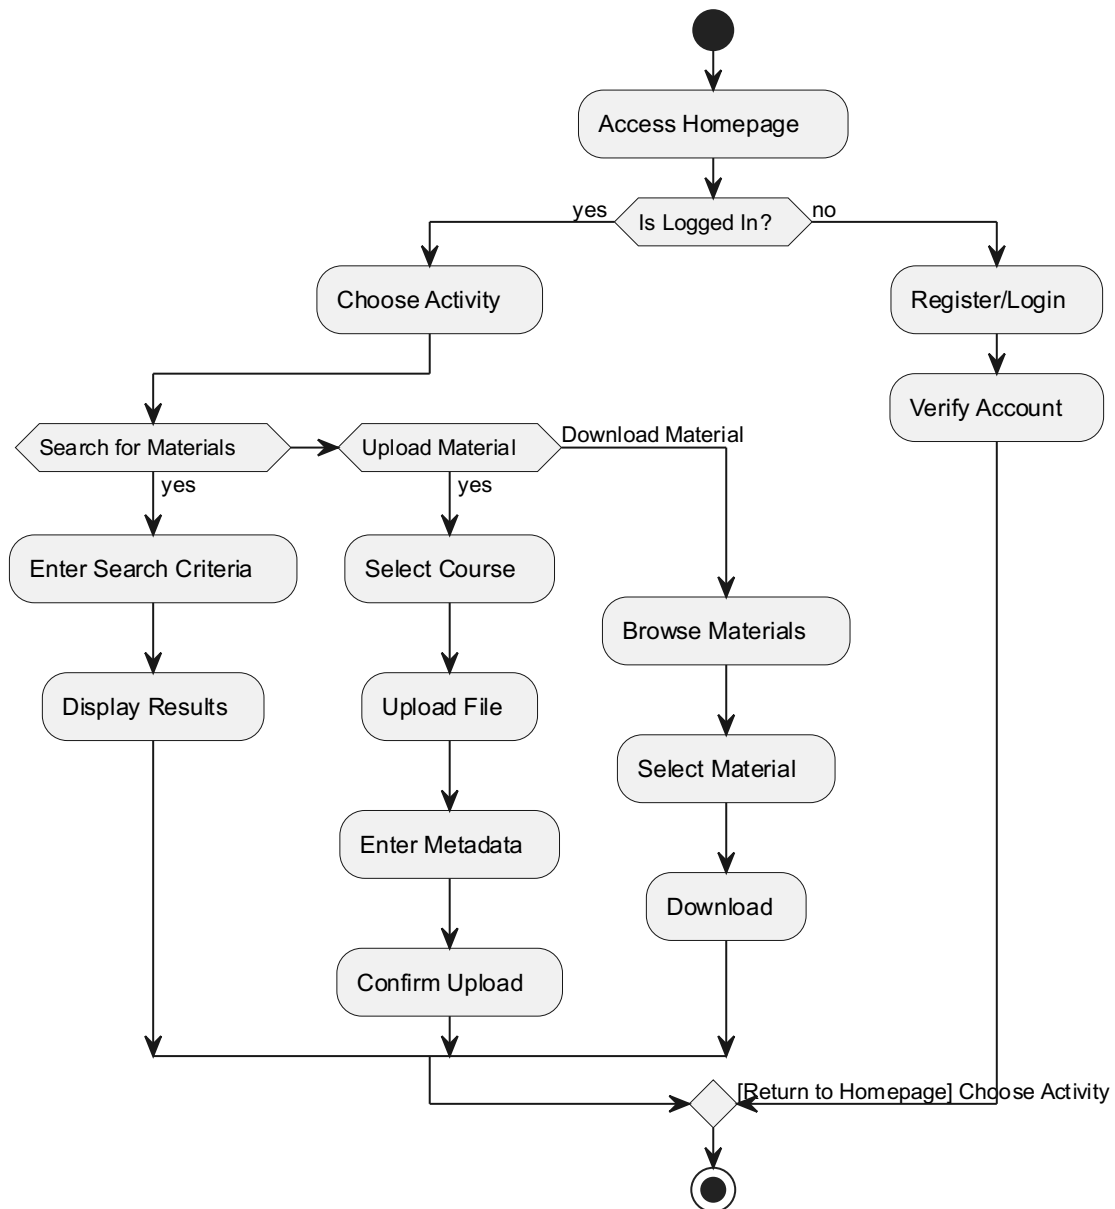 Access Homepage
yes
Is Logged In?
no
Choose Activity
Register/Login
Verify Account
Search for Materials
Upload Material
Download Material
yes
yes
Enter Search Criteria
Select Course
Browse Materials
Display Results
Upload File
Select Material
Enter Metadata
Download
Confirm Upload
[Return to Homepage] Choose Activity